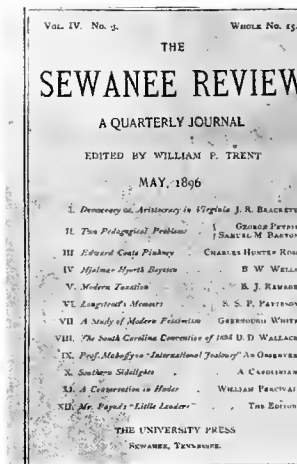 VOL. IV. No. 3. WHOLE No. 15.
THE
SEWANEE REVIEW
A QUARTERLY JOURNAL
EDITED BY WILLIAM P. TRENT
MAY, 1896
I. Democracy or Aristocracy in Virginia J. R. BRACKETT
II. Two Pedagogical Problems { GEORGE PETRIE
{ SAMUEL M BARTON
III Edward Coate Pinkney CHARLES HUNTER ROSS
IV Hjalmar Hjorth Boyesen B W WELLS
V. Modern Taxation B. J. RAMAGE
VI. Longstreet's Memoirs S. S. P. PATTESON
VII A Study of Modern Pessimism GREENOUGH WHITE
VIII. The South Carolina Convention of D. D WALLACE
IX. Prof. Mahaffy on "International Jealousy" AN OBSERVER
X. Southern Sidelights A CAROLINIAN
XI. A Conversation in Hades WILLIAM PERCIVAL
XII. Mr. Payne's "Little Leaders" THE EDITOR
THE UNIVERSITY PRESS
SEWANEE, TENNESSEE.